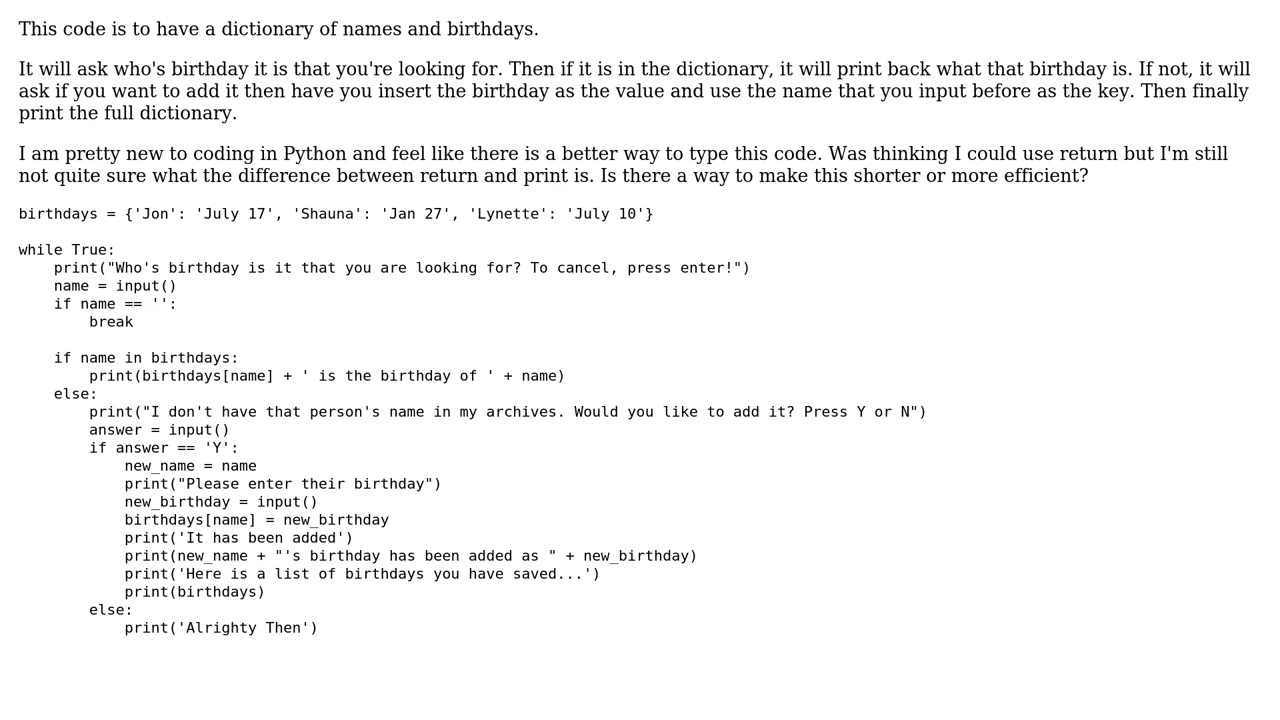 This code is to have a dictionary of names and birthdays.
It will ask who's birthday it is that you're looking for. Then if it is in the dictionary, it will print back what that birthday is. If not, it will
ask if you want to add it then have you insert the birthday as the value and use the name that you input before as the key. Then finally
print the full dictionary.
I am pretty new to coding in Python and feel like there is a better way to type this code. Was thinking I could use return but I'm still
not quite sure what the difference between return and print is. Is there a way to make this shorter or more efficient?
birthdays = {'Jon': 'July 17', 'Shauna': 'Jan 27', 'Lynette': 'July 10'}
while True:
    print("Who's birthday is it that you are looking for? To cancel, press enter!")
    name = input()
    if name == '':
        break
    if name in birthdays:
        print(birthdays[name] + ' is the birthday of ' + name)
    else:
        print("I don't have that person's name in my archives. Would you like to add it? Press Y or N")
        answer = input()
        if answer == 'Y':
            new_name = name
            print("Please enter their birthday")
            new_birthday = input()
            birthdays[name] = new_birthday
            print('It has been added')
            print(new_name + "'s birthday has been added as " + new_birthday)
            print('Here is a list of birthdays you have saved...')
            print(birthdays)
        else:
            print('Alrighty Then')